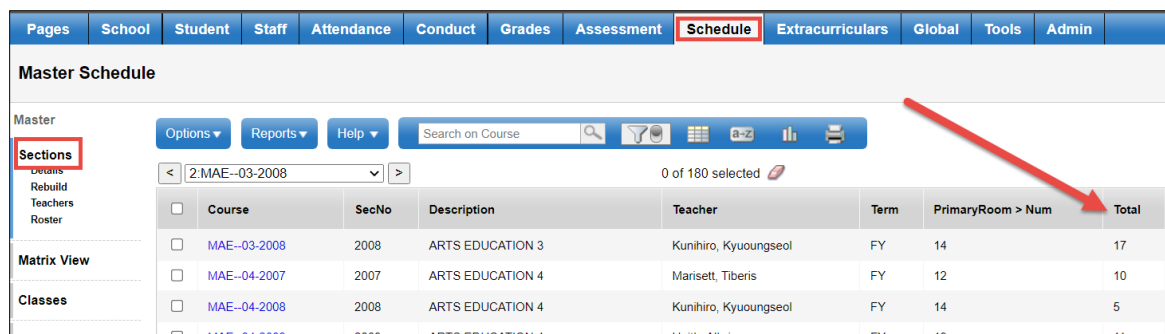 Pages School Student Staff Attendance Conduct Grades Assessment Schedule Extracurriculars Global Tools Admin
Master Schedule
Master
Options Reports Help Search on Course a-z
Sections
Details
Rebuild
Teachers
Roster
Matrix View
Classes
< 2:MAE--03-2008 > 0 of 180 selected
Course SecNo Description Teacher Term PrimaryRoom > Num Total
MAE--03-2008 2008 ARTS EDUCATION 3 Kunihiro, Kyuoungseol FY 14 17
MAE--04-2007 2007 ARTS EDUCATION 4 Marisett, Tiberis FY 12 10
MAE--04-2008 2008 ARTS EDUCATION 4 Kunihiro, Kyuoungseol FY 14 5